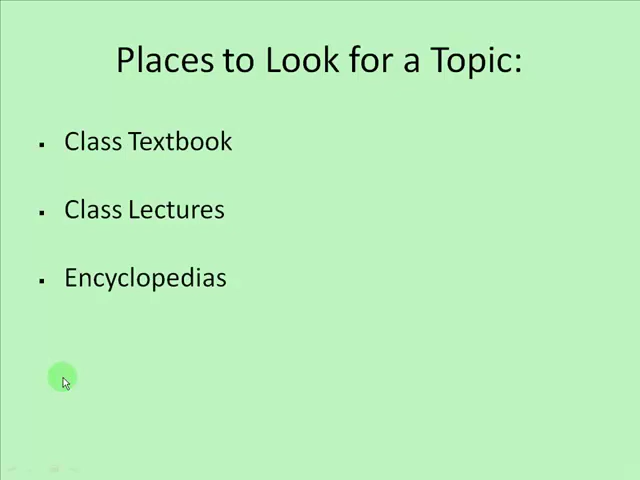 Places to Look for a Topic:
▪ Class Textbook
▪ Class Lectures
▪ Encyclopedias